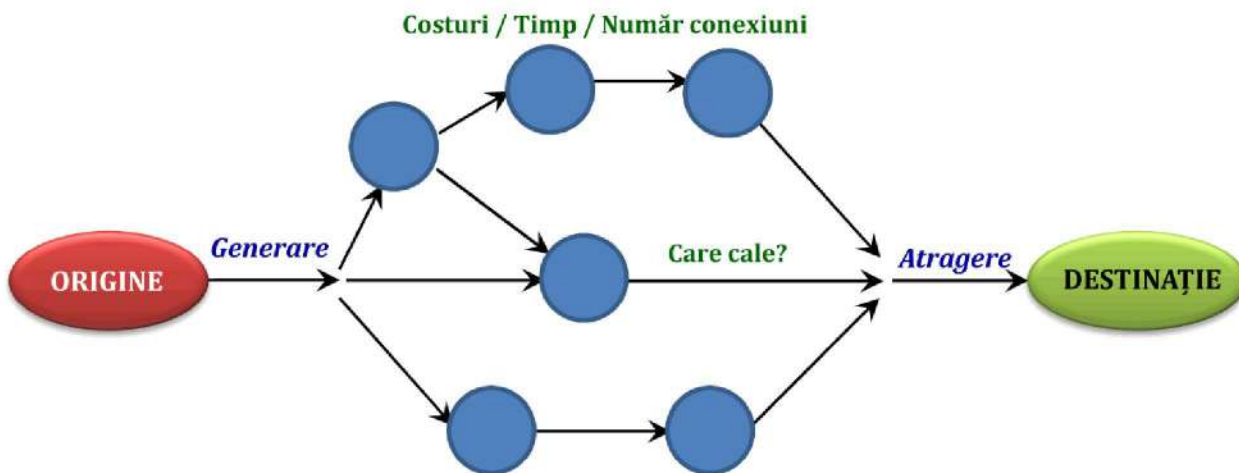 Costuri / Timp / Număr conexiuni
ORIGINE
Generare
Care cale?
Atragere
DESTINAȚIE